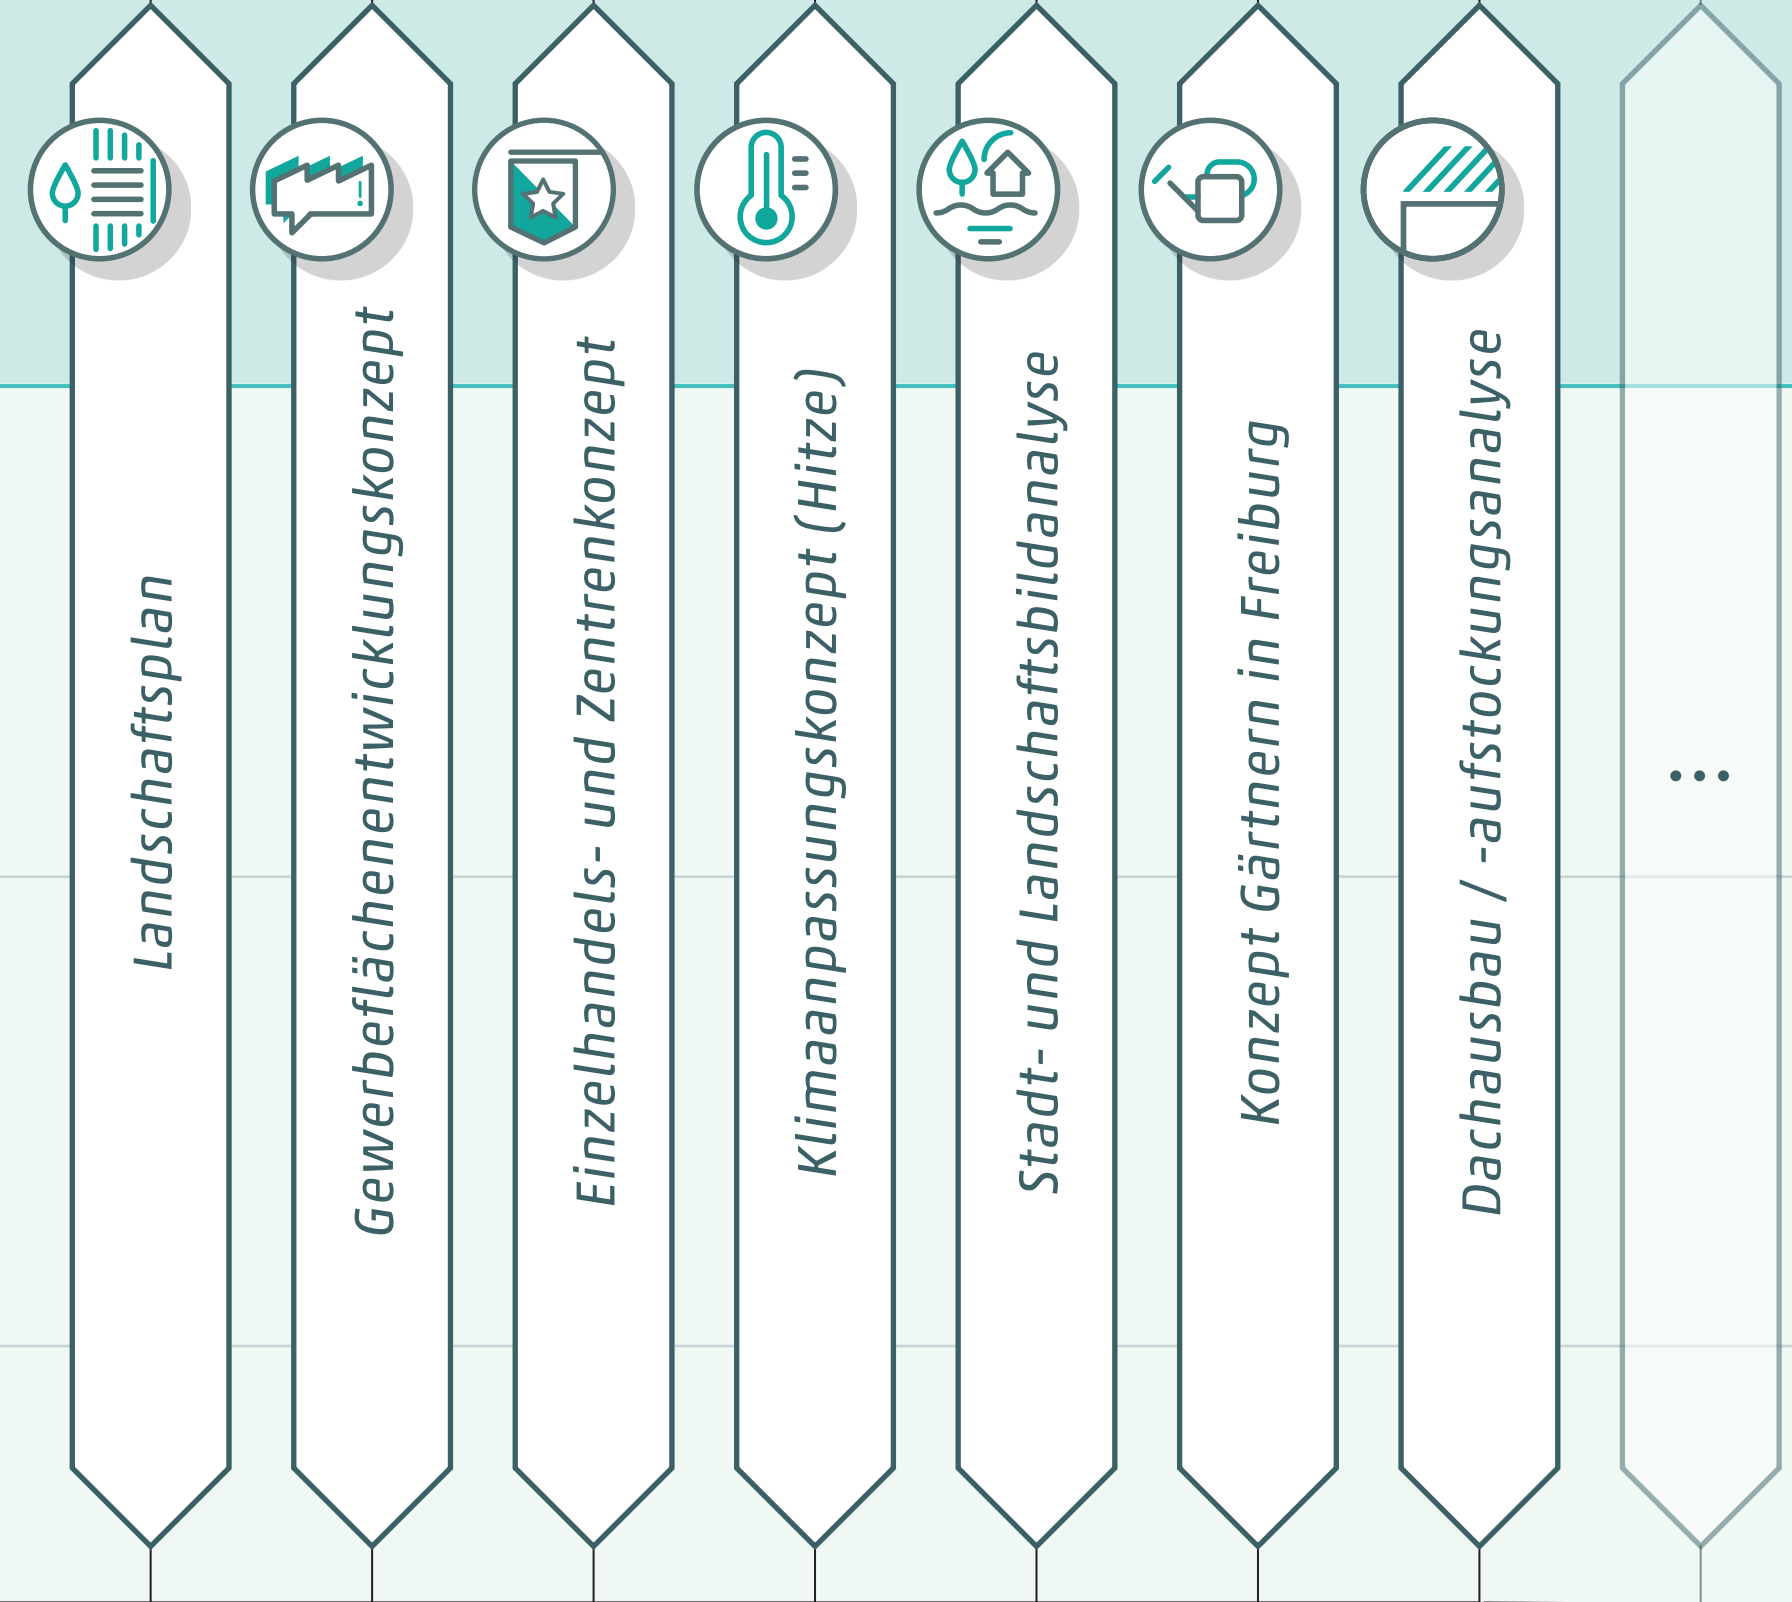 Landschaftsplan
Gewerbeflächenentwicklungskonzept
Einzelhandels- und Zentrenkonzept
Klimaanpassungskonzept (Hitze)
Stadt- und Landschaftsbildanalyse
Konzept Gärtnern in Freiburg
Dachausbau / -aufstockungsanalyse
...